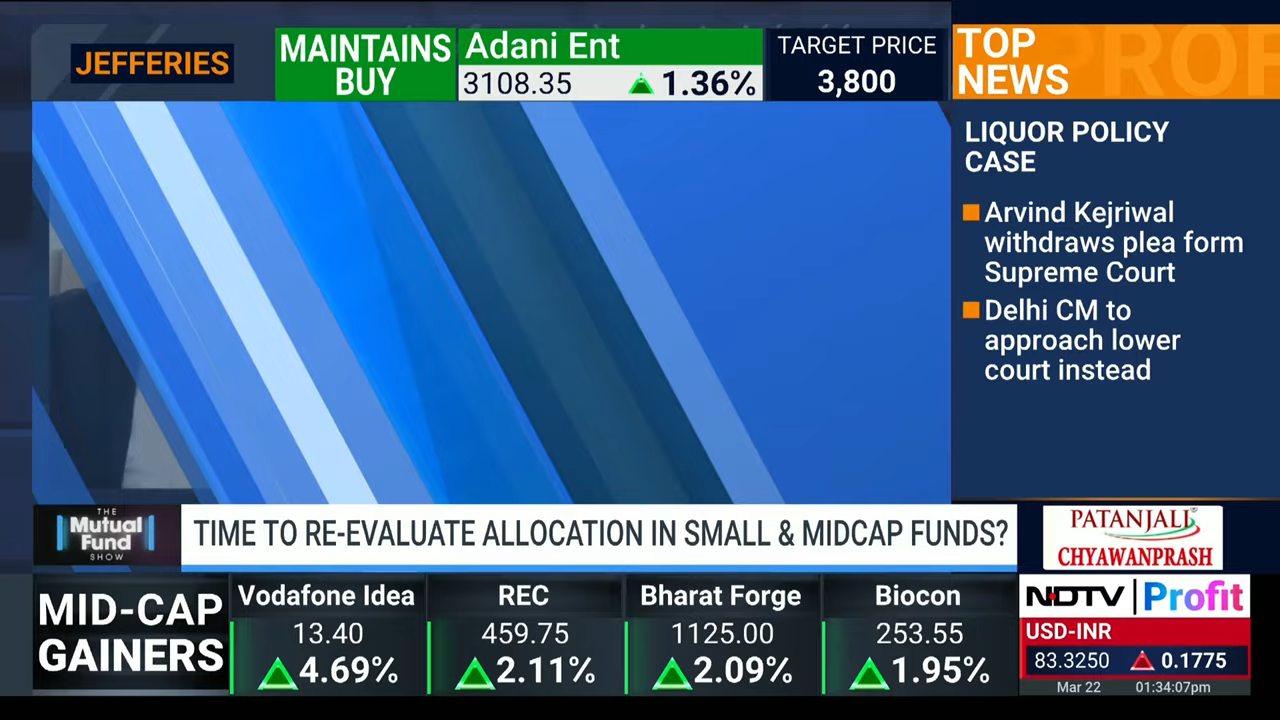 JEFFERIES
MAINTAINS
BUY
Adani Ent
3108.35 1.36%
TARGET PRICE
3,800
TOP
NEWS
LIQUOR POLICY
CASE
Arvind Kejriwal
withdraws plea form
Supreme Court
Delhi CM to
approach lower
court instead
THE
Mutual
Fund
SHOW
TIME TO RE-EVALUATE ALLOCATION IN SMALL & MIDCAP FUNDS?
PATANJALI
CHYAWANPRASH
MID-CAP
GAINERS
Vodafone Idea
13.40
4.69%
REC
459.75
2.11%
Bharat Forge
1125.00
2.09%
Biocon
253.55
1.95%
NDTV Profit
USD-INR
83.3250 0.1775
Mar 22 01:34:07pm